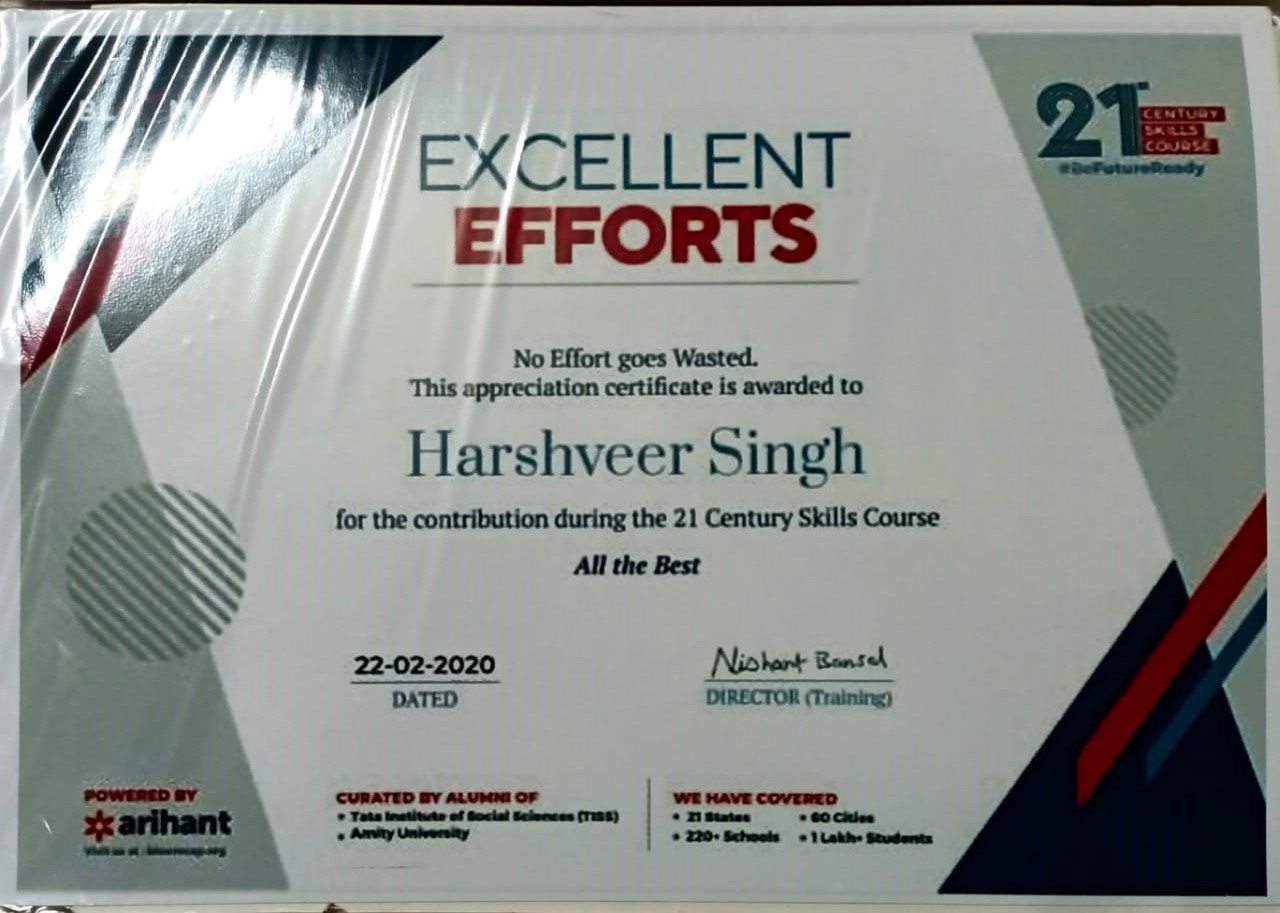 21
CENTURY
SKILLS
COURSE
#BeFutureReady
EXCELLENT
EFFORTS
No Effort goes Wasted.
This appreciation certificate is awarded to
Harshveer Singh
for the contribution during the 21 Century Skills Course
All the Best
22-02-2020
DATED
Nishant Bansal
DIRECTOR (Training)
POWERED BY
arihant
Visit us at :
CURATED BY ALUMNI OF
• Tata Institute of Social Sciences (TISS)
• Amity University
WE HAVE COVERED
• 21 States • 60 Cities
• 220+ Schools • 1 Lakh+ Students